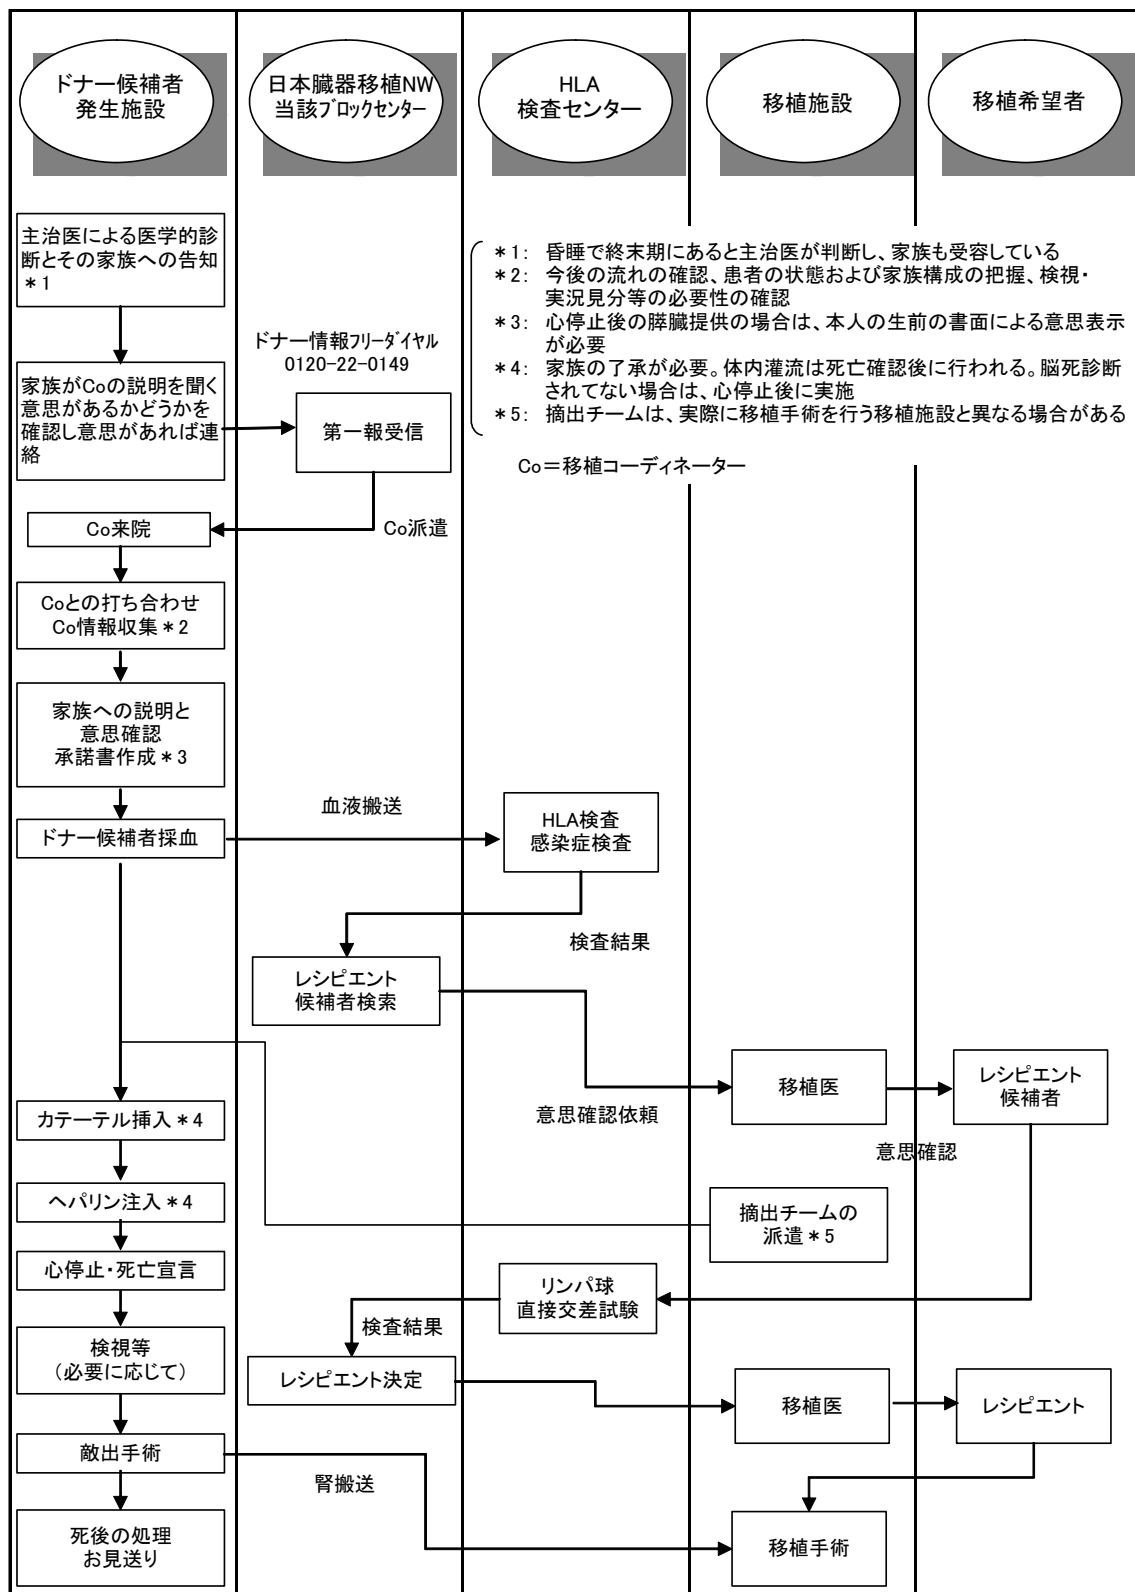 ドナー候補者
発生施設
日本臓器移植NW
当該ブロックセンター
HLA
検査センター
移植施設
移植希望者
主治医による医学的診
断とその家族への告知
＊1
＊1： 昏睡で終末期にあると主治医が判断し、家族も受容している
＊2： 今後の流れの確認、患者の状態および家族構成の把握、検視・
実況見分等の必要性の確認
＊3： 心停止後の膵臓提供の場合は、本人の生前の書面による意思表示
が必要
＊4： 家族の了承が必要。体内灌流は死亡確認後に行われる。脳死診断
されてない場合は、心停止後に実施
＊5： 摘出チームは、実際に移植手術を行う移植施設と異なる場合がある
Co＝移植コーディネーター
ドナー情報フリーダイヤル
0120-22-0149
家族がCoの説明を聞く
意思があるかどうかを
確認し意思があれば連
絡
第一報受信
Co派遣
Co来院
Coとの打ち合わせ
Co情報収集＊2
家族への説明と
意思確認
承諾書作成＊3
ドナー候補者採血
血液搬送
HLA検査
感染症検査
検査結果
レシピエント
候補者検索
意思確認依頼
移植医
意思確認
レシピエント
候補者
カテーテル挿入＊4
ヘパリン注入＊4
摘出チームの
派遣＊5
心停止・死亡宣言
リンパ球
直接交差試験
検査結果
検視等
（必要に応じて）
レシピエント決定
移植医
レシピエント
敵出手術
腎搬送
死後の処理
お見送り
移植手術